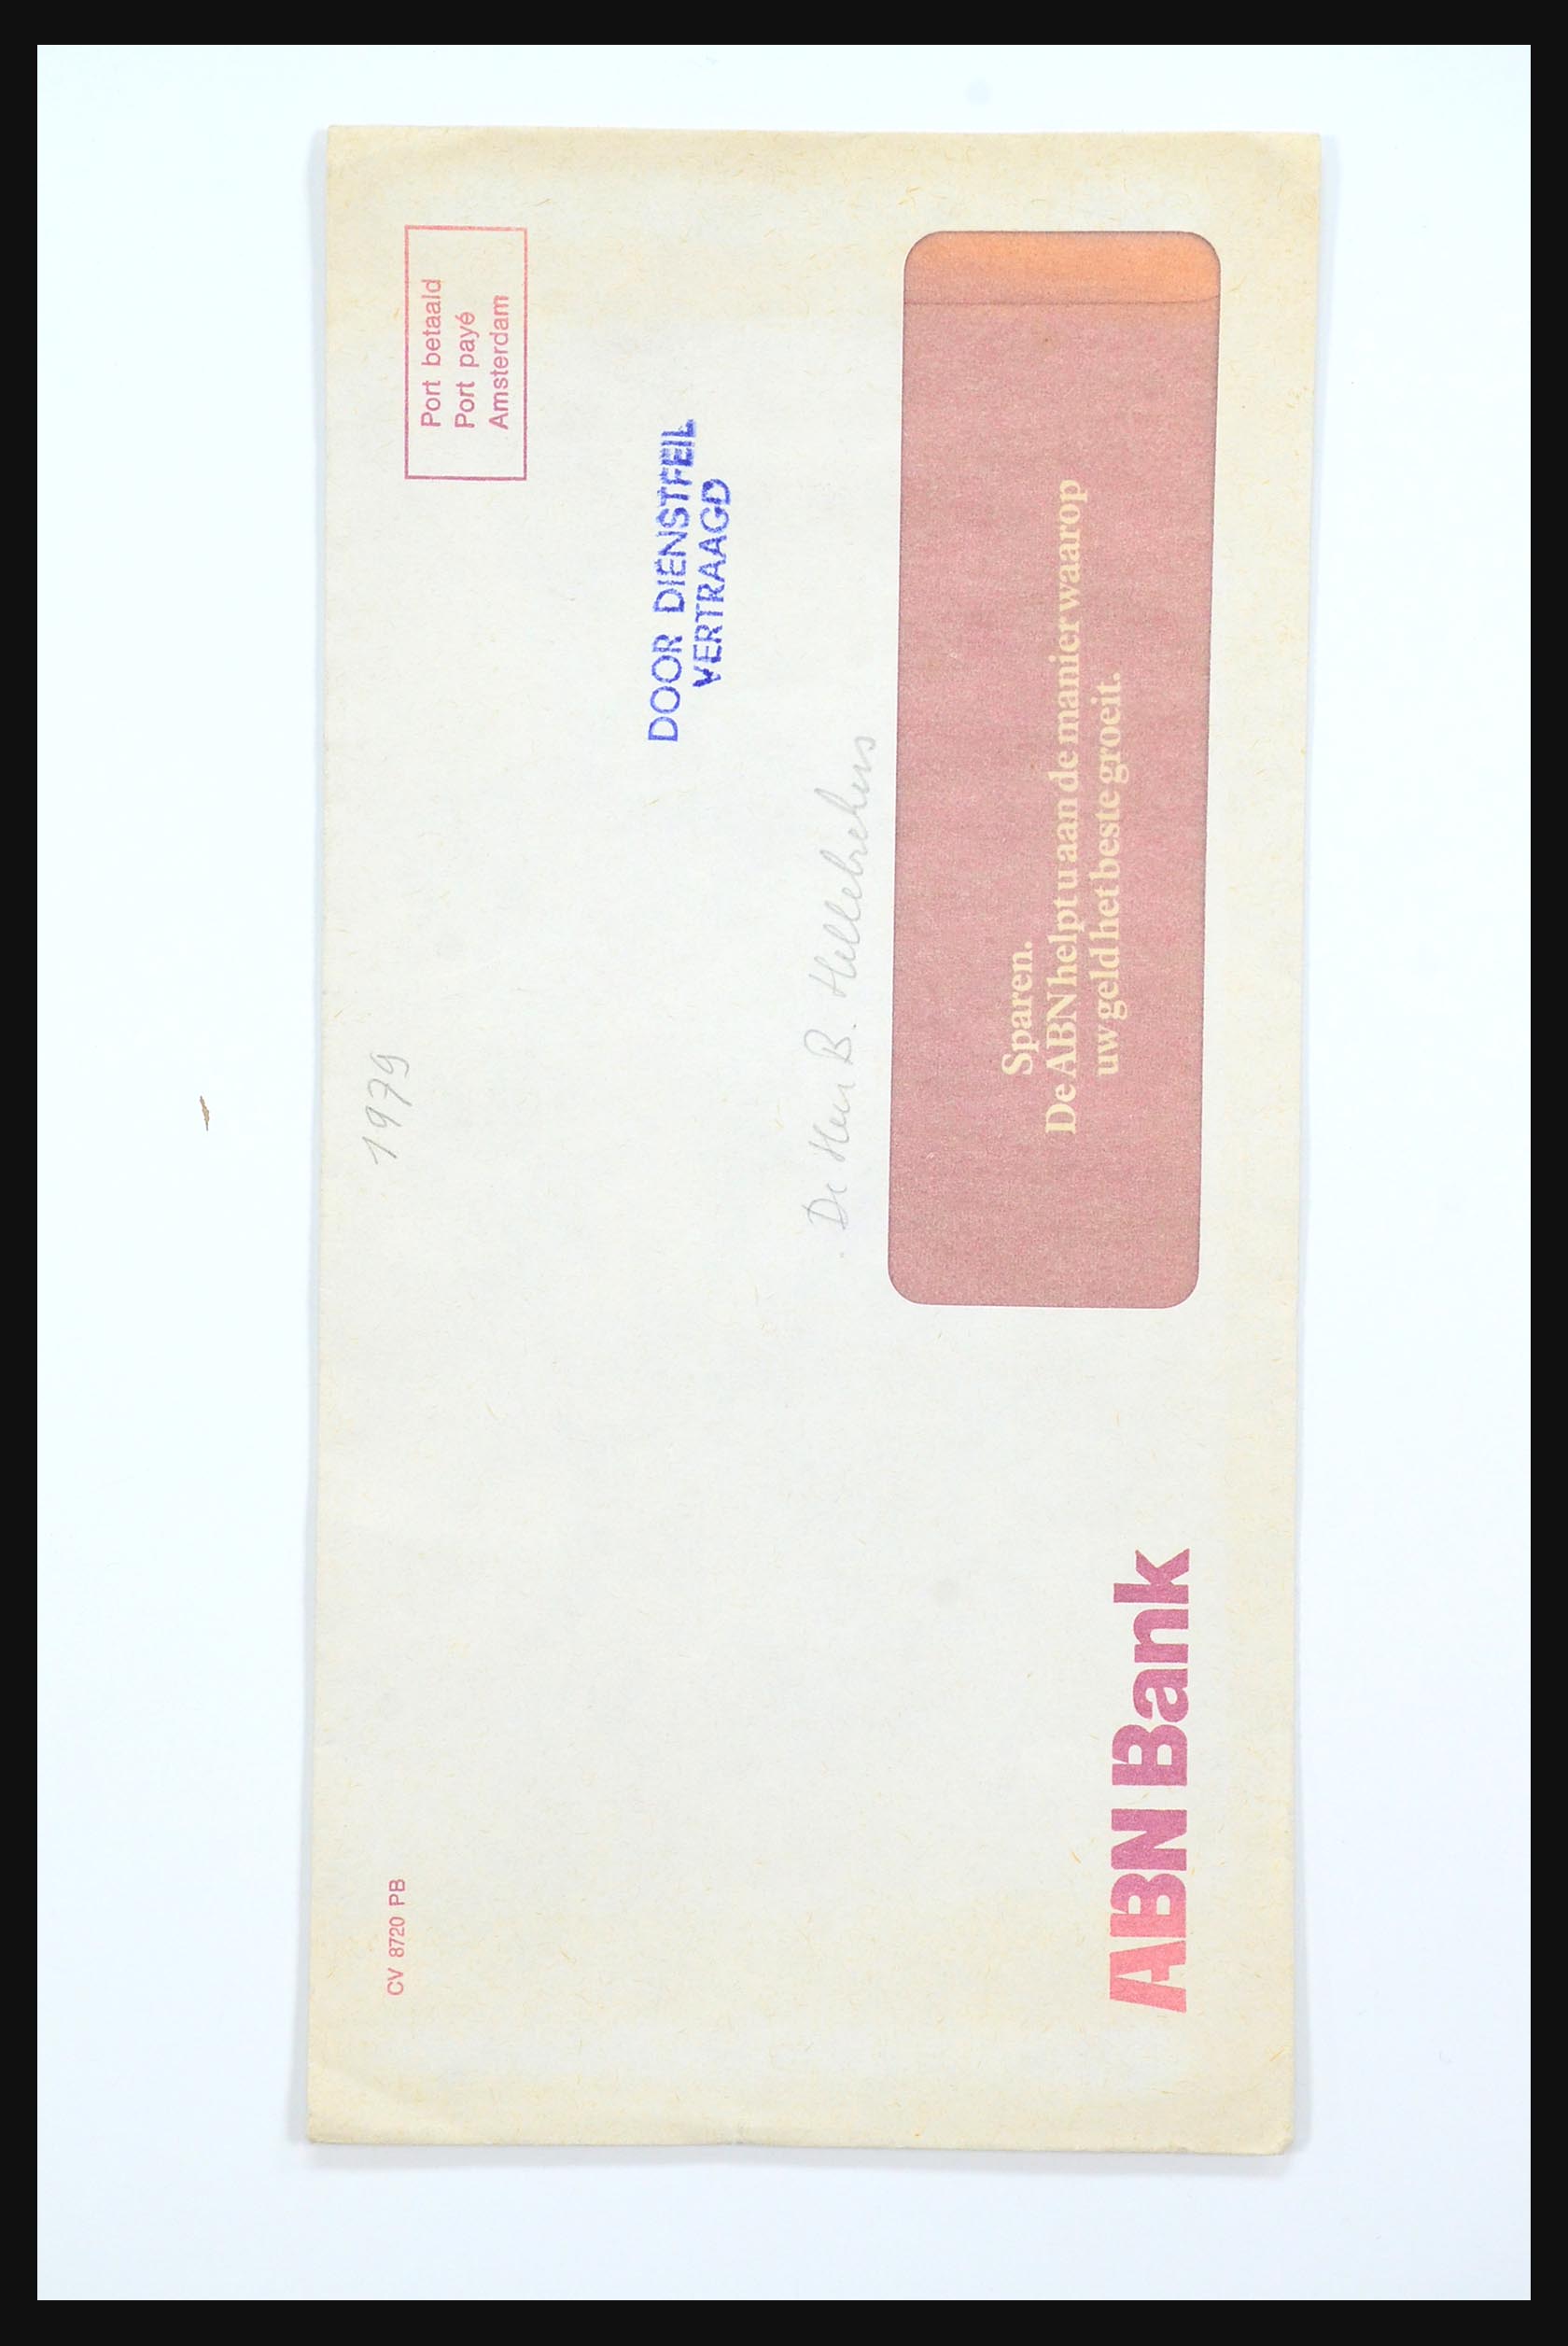 CV 8720 PB
1979
Port betaald
Port payé
Amsterdam
DOOR DIENSTFEIL
VERTRAAGD
De Heer B. Hellebrekers
Sparen.
De ABN helpt u aan de manier waarop
uw geld het beste groeit.
ABN Bank